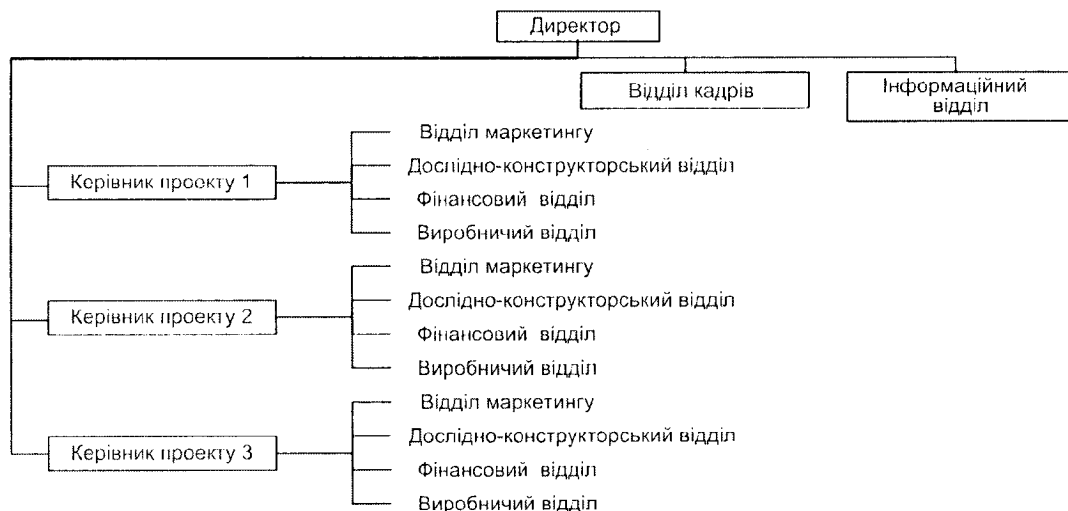 Директор
Відділ кадрів
Інформаційний
відділ
Керівник проекту 1
Відділ маркетингу
Дослідно-конструкторський відділ
Фінансовий відділ
Виробничий відділ
Керівник проекту 2
Відділ маркетингу
Дослідно-конструкторський відділ
Фінансовий відділ
Виробничий відділ
Керівник проекту 3
Відділ маркетингу
Дослідно-конструкторський відділ
Фінансовий відділ
Виробничий відділ